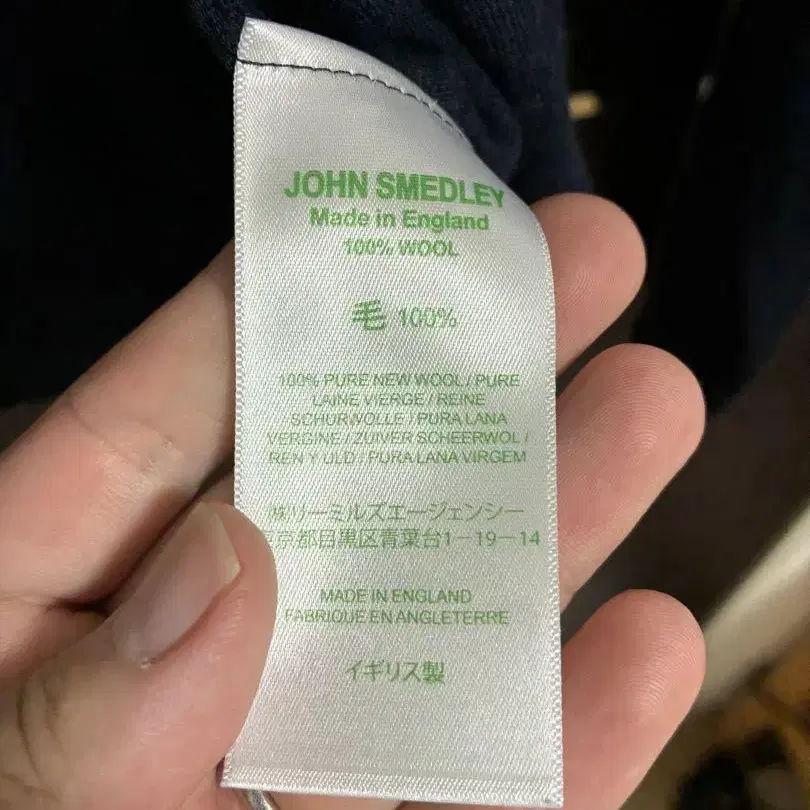 JOHN SMEDLEY
Made in England
100% WOOL
毛 100%
100% PURE NEW WOOL / PURE
LAINE VIERGE / REINE
SCHURWOLLE / PURA LANA
VERGINE / ZUIVER SCHEERWOL /
REN Y ULD / PURA LANA VIRGEM
㈱リーミルズエージェンシー
東京都目黒区青葉台1-19-14
MADE IN ENGLAND
FABRIQUE EN ANGLETERRE
イギリス製